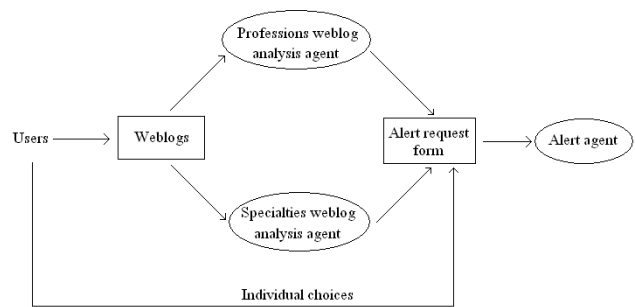 Professions weblog
analysis agent
Users
Weblogs
Alert request
form
Alert agent
Specialties weblog
analysis agent
Individual choices